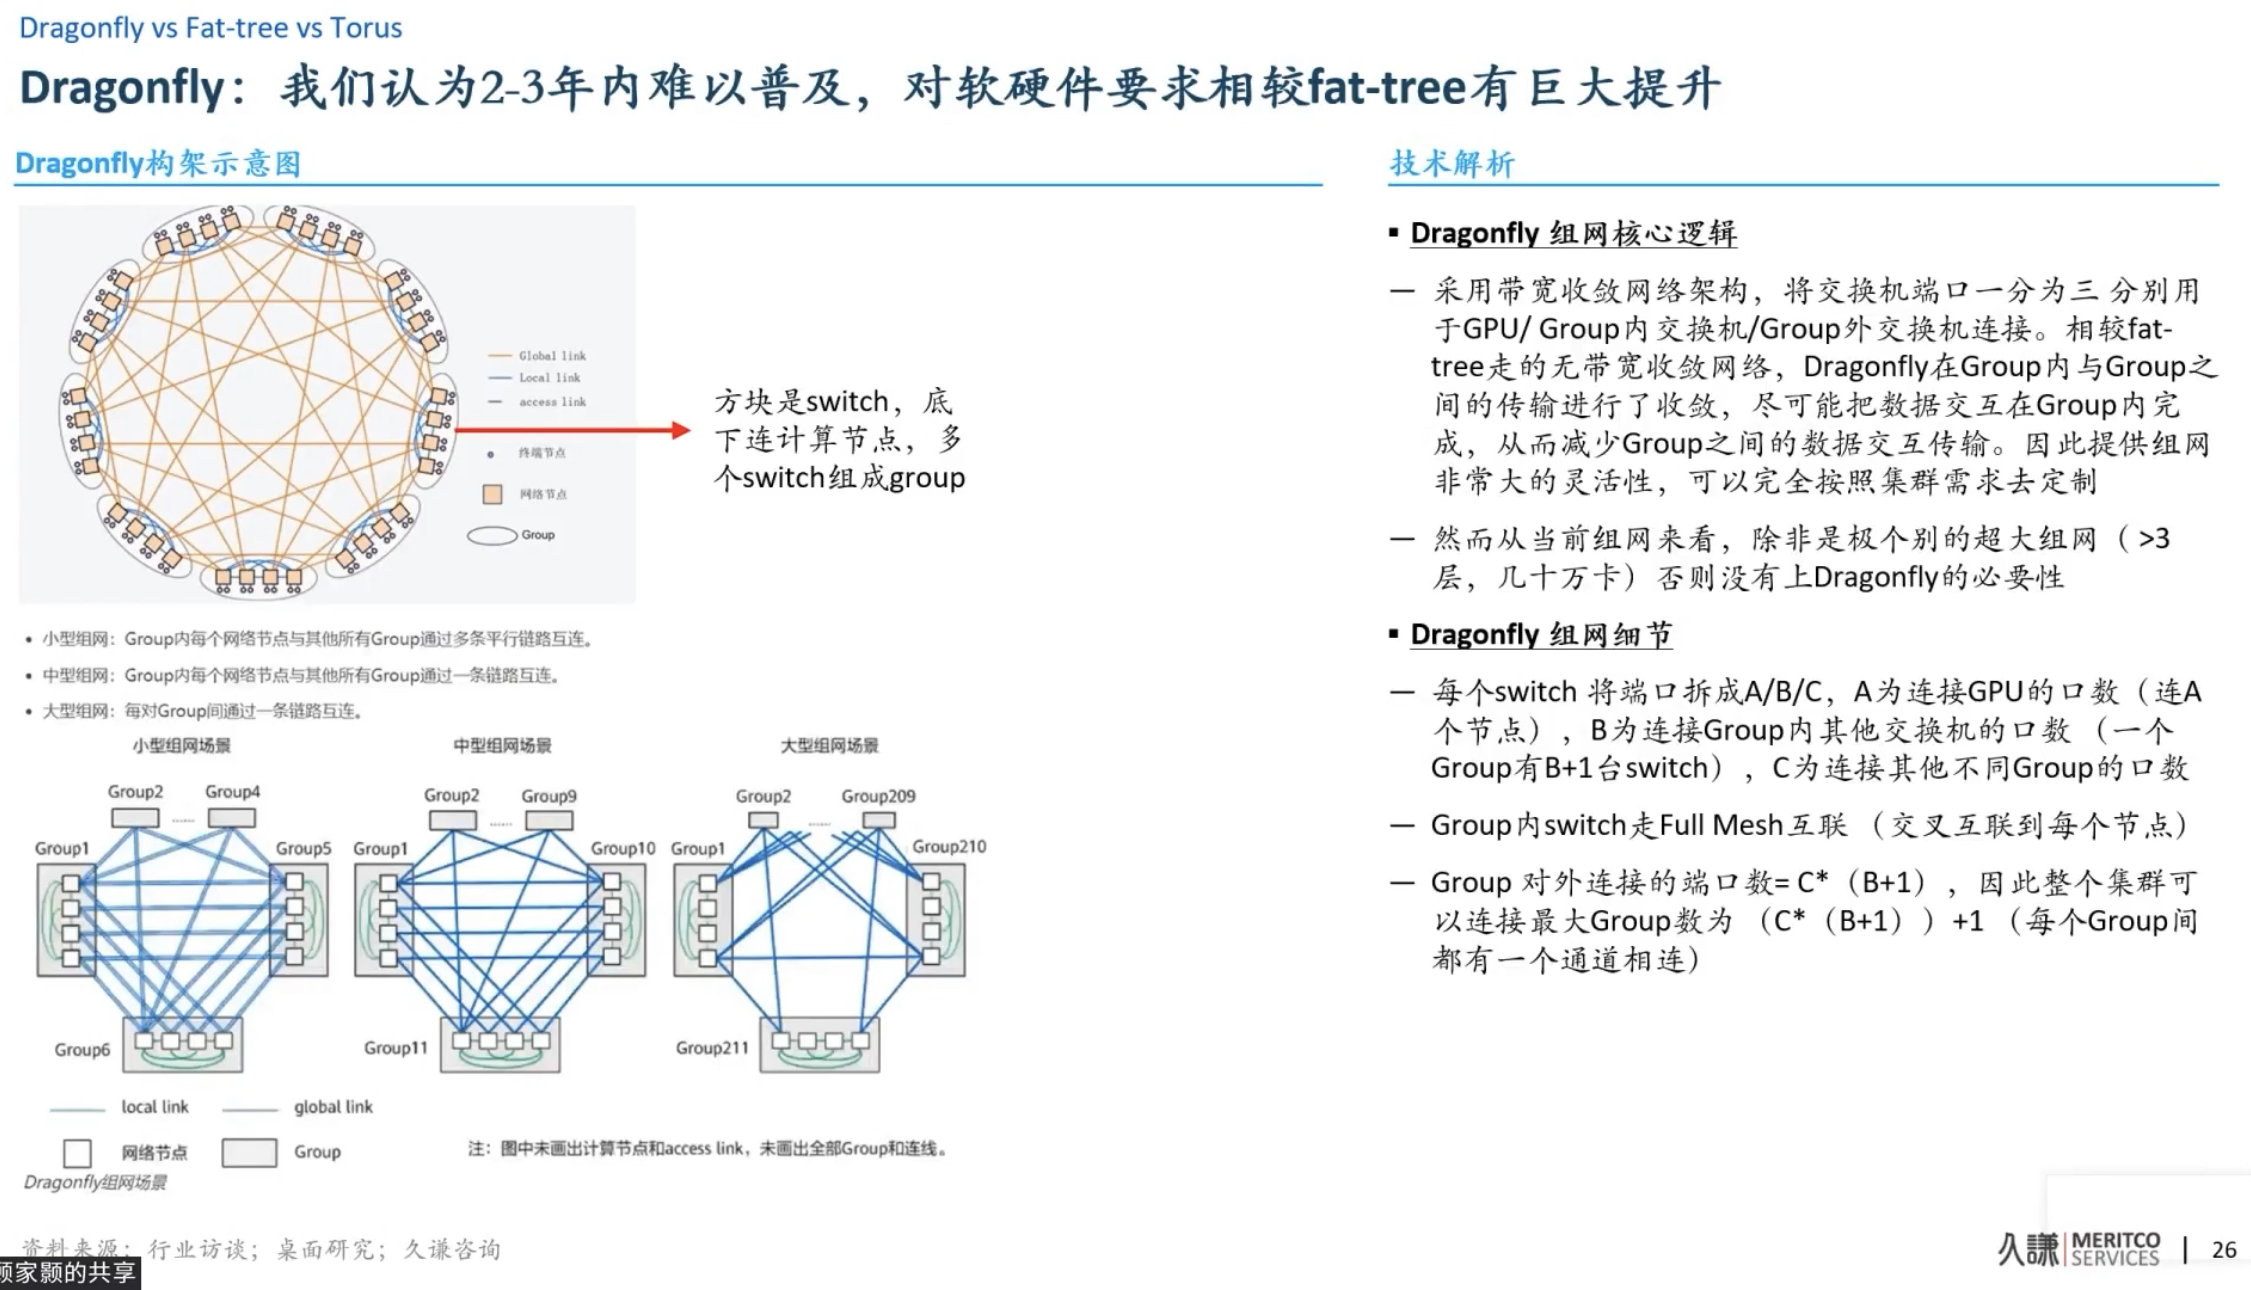 Dragonfly vs Fat-tree vs Torus
Dragonfly：我们认为2-3年内难以普及，对软硬件要求相较fat-tree有巨大提升
Dragonfly构架示意图
Global link
Local link
access link
终端节点
网络节点
Group
方块是switch，底
下连计算节点，多
个switch组成group
• 小型组网：Group内每个网络节点与其他所有Group通过多条平行链路互连。
• 中型组网：Group内每个网络节点与其他所有Group通过一条链路互连。
• 大型组网：每对Group间通过一条链路互连。
小型组网场景
Group2 ...... Group4
Group1
Group5
Group6
中型组网场景
Group2 ...... Group9
Group1
Group10
Group11
大型组网场景
Group2 ...... Group209
Group1
Group210
Group211
local link
global link
网络节点
Group
注：图中未画出计算节点和access link，未画出全部Group和连线。
Dragonfly组网场景
技术解析
▪ Dragonfly 组网核心逻辑
— 采用带宽收敛网络架构，将交换机端口一分为三 分别用
于GPU/ Group内交换机/Group外交换机连接。相较fat-
tree走的无带宽收敛网络，Dragonfly在Group内与Group之
间的传输进行了收敛，尽可能把数据交互在Group内完
成，从而减少Group之间的数据交互传输。因此提供组网
非常大的灵活性，可以完全按照集群需求去定制
— 然而从当前组网来看，除非是极个别的超大组网（ >3
层，几十万卡）否则没有上Dragonfly的必要性
▪ Dragonfly 组网细节
— 每个switch 将端口拆成A/B/C，A为连接GPU的口数（连A
个节点），B为连接Group内其他交换机的口数 （一个
Group有B+1台switch），C为连接其他不同Group的口数
— Group内switch走Full Mesh互联 （交叉互联到每个节点）
— Group 对外连接的端口数= C*（B+1），因此整个集群可
以连接最大Group数为 （C*（B+1））+1 （每个Group间
都有一个通道相连）
资料来源：行业访谈；桌面研究；久谦咨询
顾家颢的共享
久謙 MERITCO
SERVICES
26